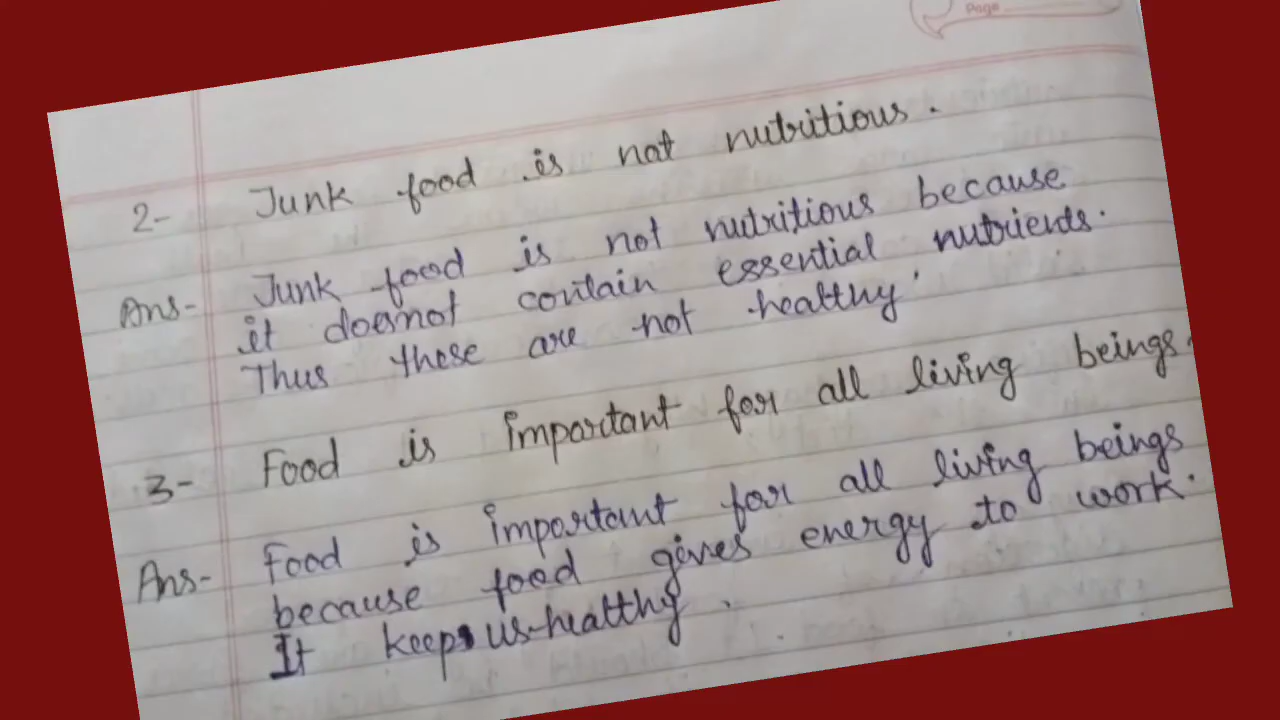 Page
2- Junk food is not nutritious.
Ans- Junk food is not nutritious because
it doesnot contain essential nutrients.
Thus these are not healthy.
3- Food is important for all living beings.
Ans- Food is important for all living beings
because food gives energy to work.
It keeps us healthy.